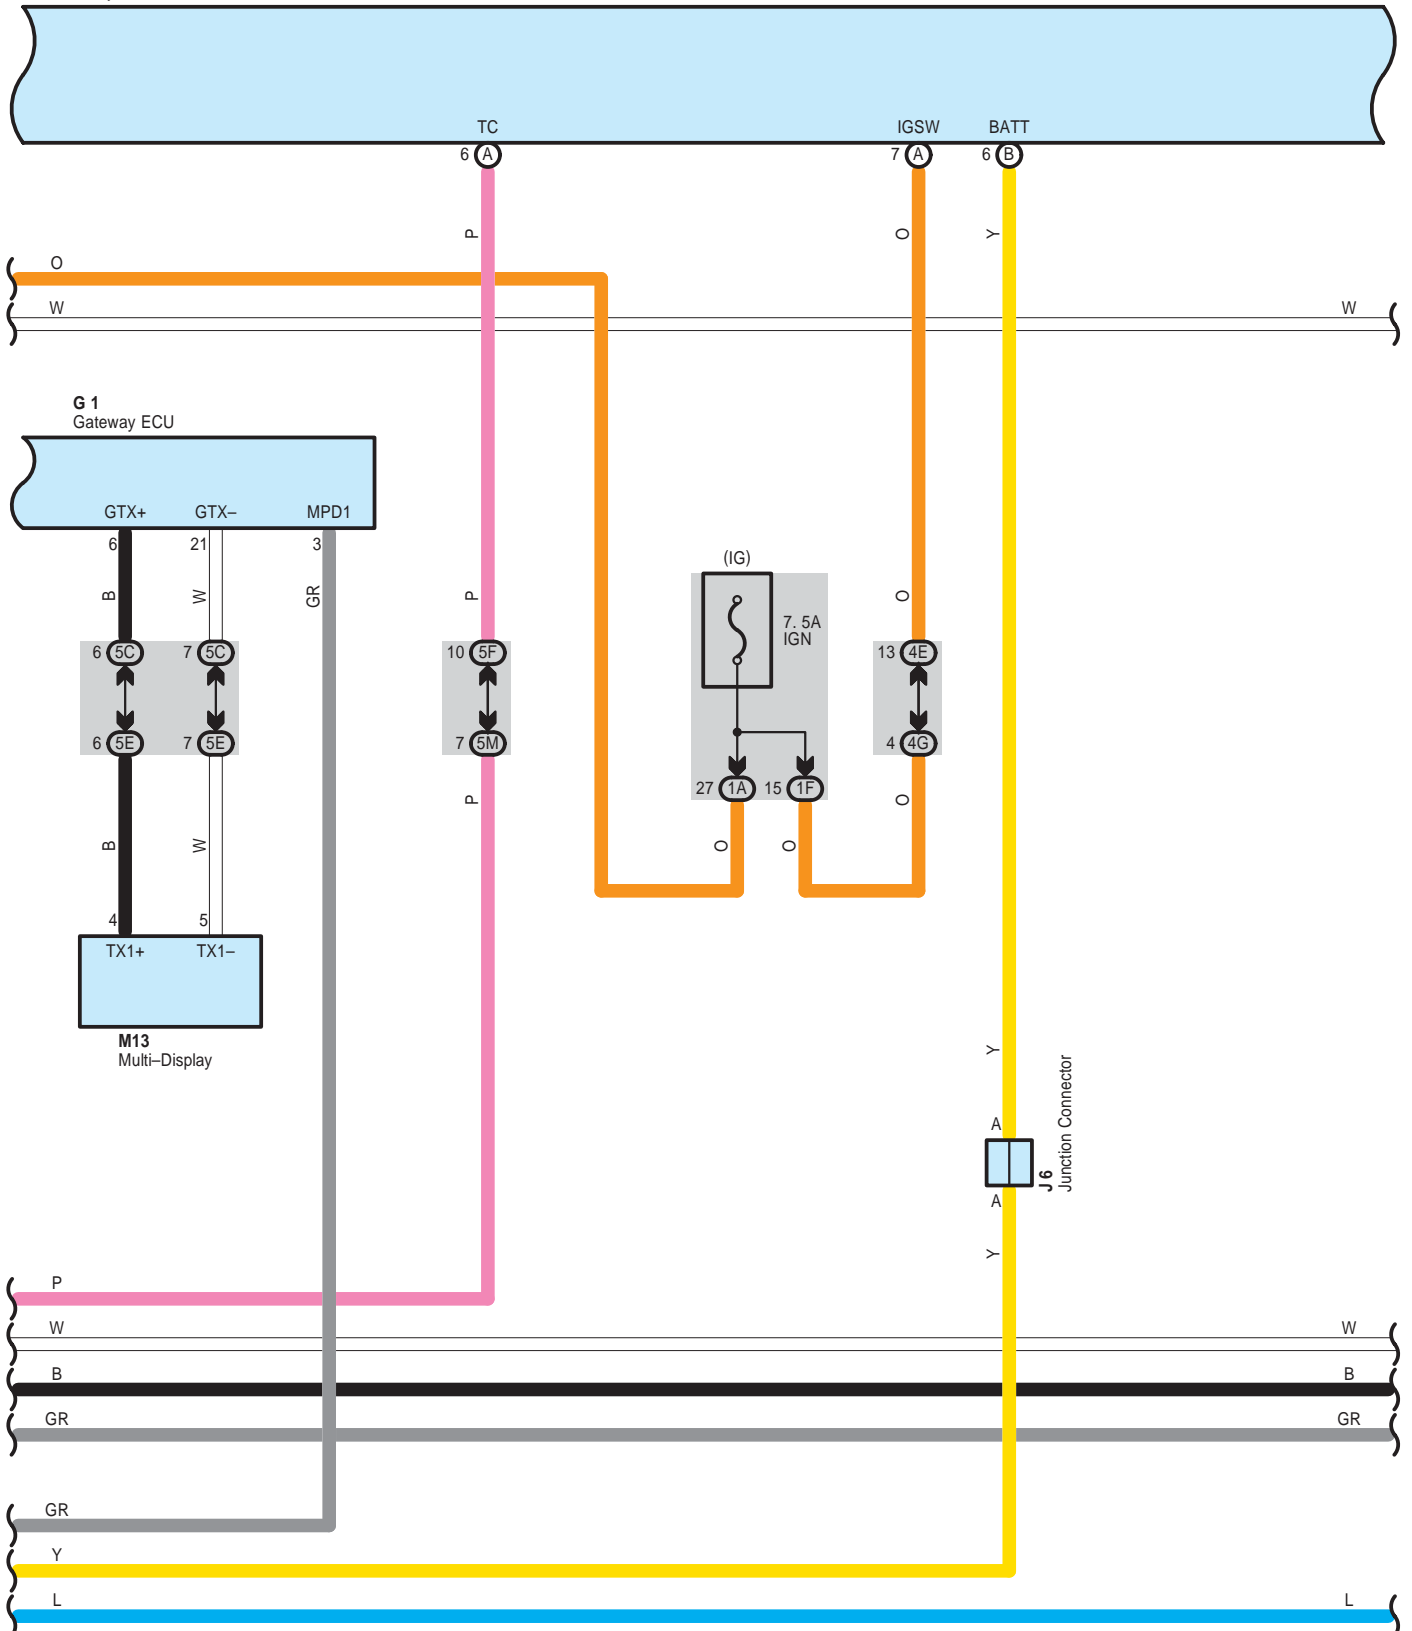 TC IGSW BATT
6 A 7 A 6 B
P O Y
O
W W
G 1
Gateway ECU
GTX+ GTX– MPD1
6 21 3
B W GR P O
(IG)
7. 5A
IGN
6 5C 7 5C 10 5F 13 4E
6 5E 7 5E 7 5M 4 4G
27 1A 15 1F
P O
B W O O
4 5
TX1+ TX1–
M13
Multi–Display
Y
A
J 6
Junction Connector
A
Y
P
W W
B B
GR GR
GR
Y
L L